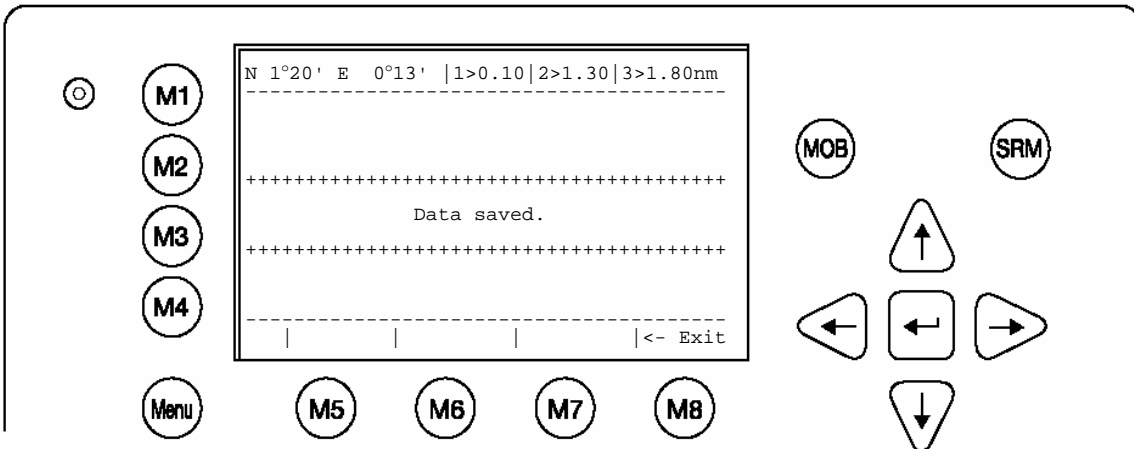 N 1°20' E 0°13' |1>0.10|2>1.30|3>1.80nm
----------------------------------------
++++++++++++++++++++++++++++++++++++++++
Data saved.
++++++++++++++++++++++++++++++++++++++++
----------------------------------------
| | | |<- Exit
M1
M2
M3
M4
Menu
M5
M6
M7
M8
MOB
SRM